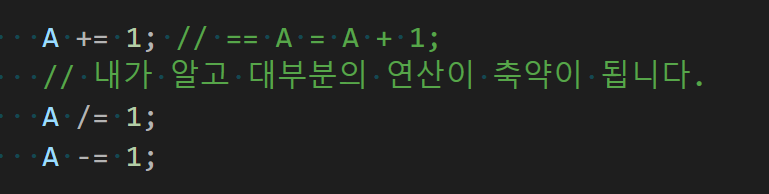 A += 1; // == A = A + 1;
// 내가 알고 대부분의 연산이 축약이 됩니다.
A /= 1;
A -= 1;